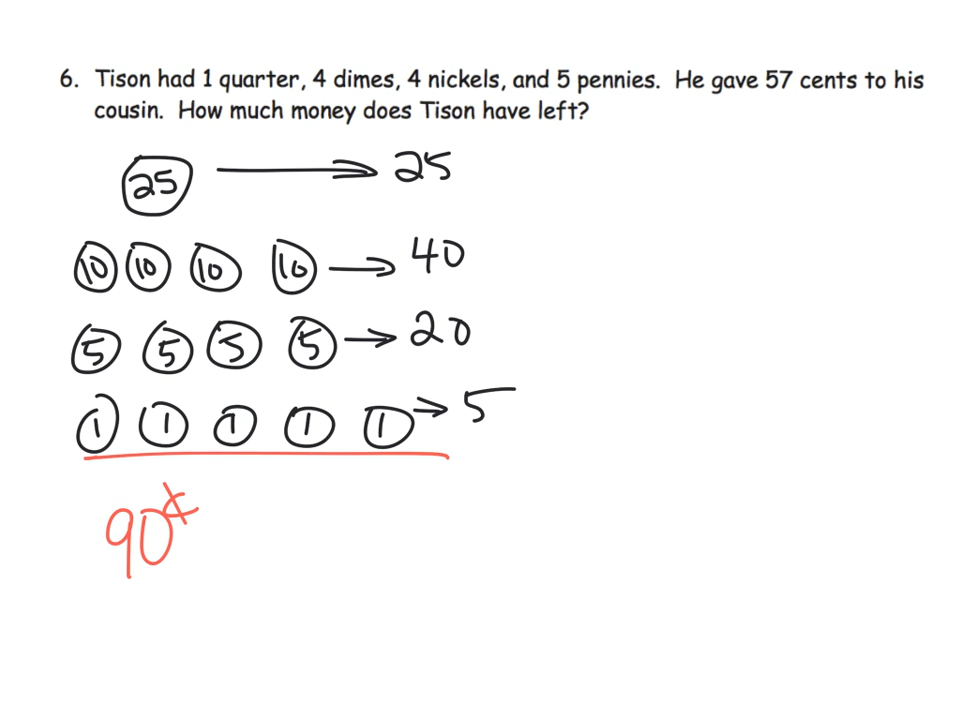 6. Tison had 1 quarter, 4 dimes, 4 nickels, and 5 pennies. He gave 57 cents to his
cousin. How much money does Tison have left?
25 → 25
10 10 10 10 → 40
5 5 5 5 → 20
1 1 1 1 1 → 5
90¢